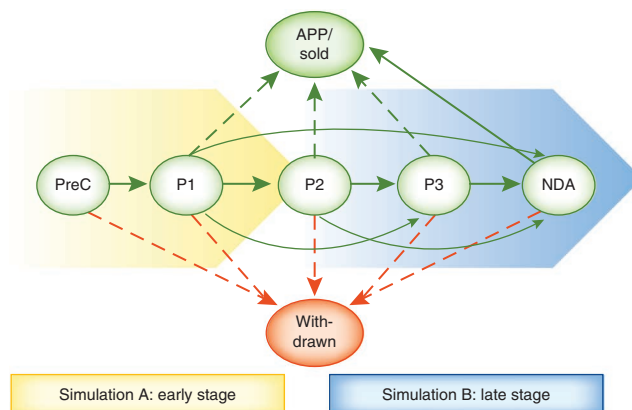 APP/
sold
PreC
P1
P2
P3
NDA
With-
drawn
Simulation A: early stage
Simulation B: late stage